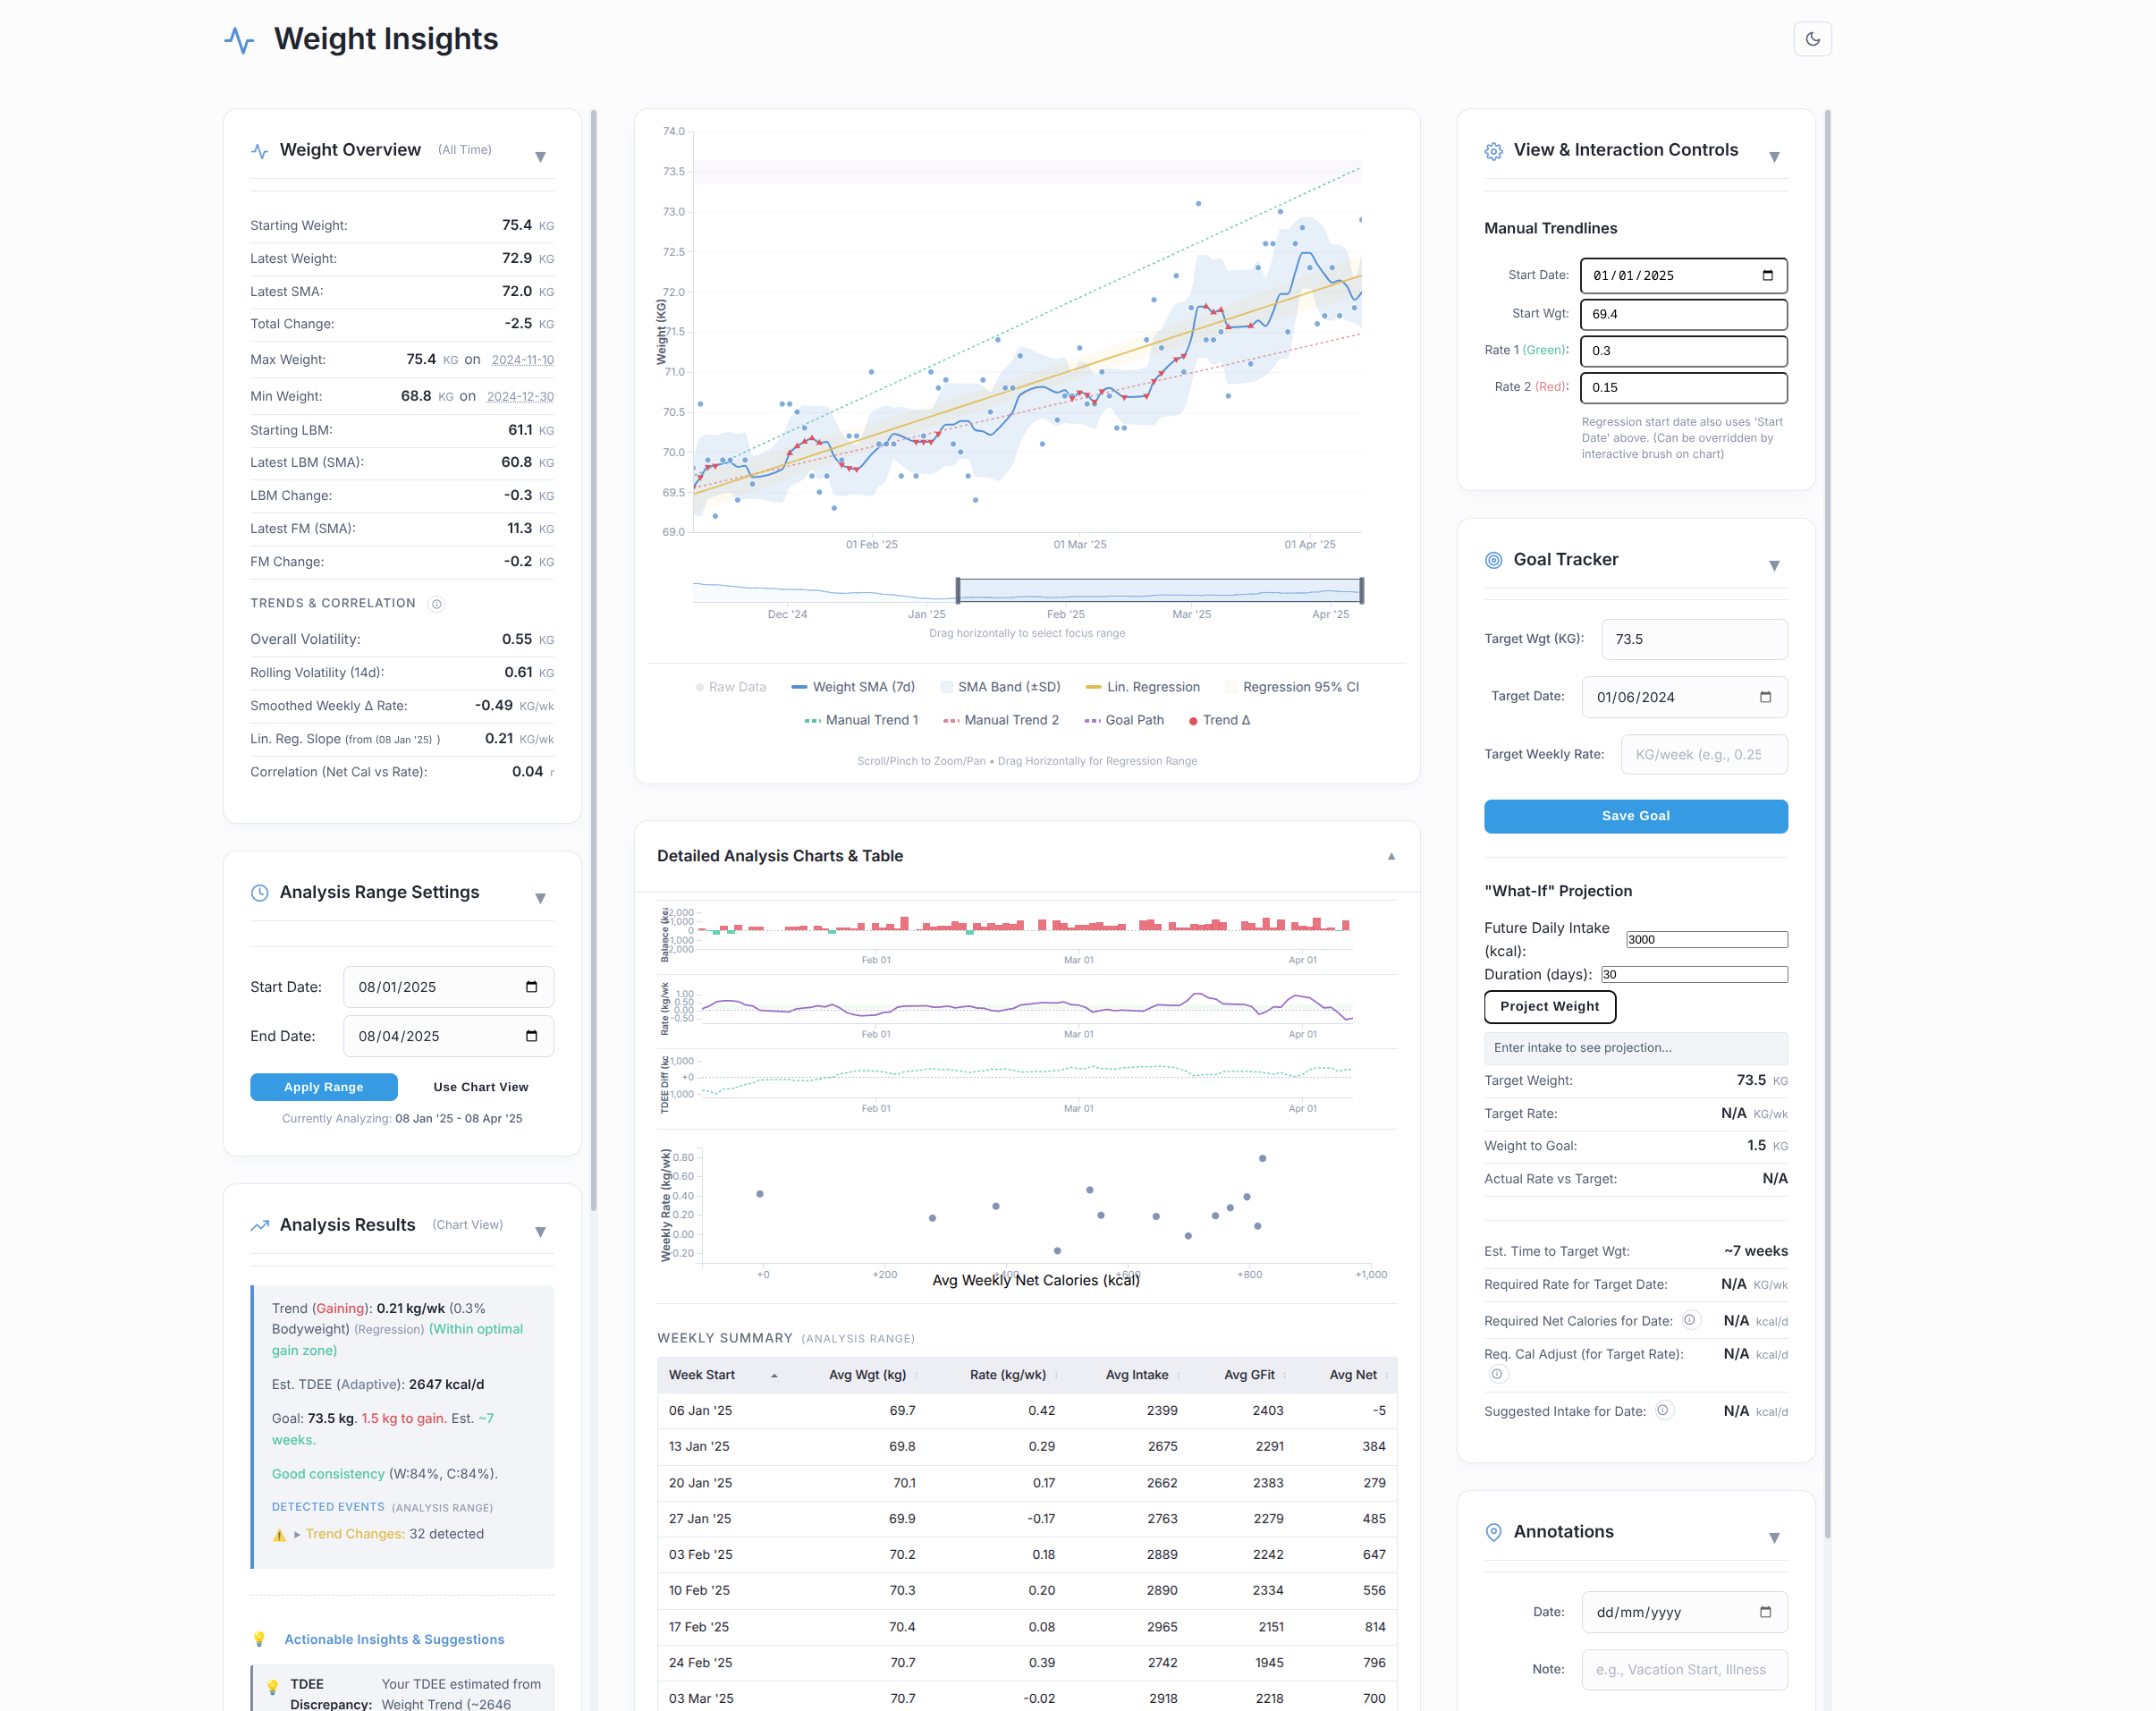 Weight Insights
Weight Overview (All Time) ▼
Starting Weight: 75.4 KG
Latest Weight: 72.9 KG
Latest SMA: 72.0 KG
Total Change: -2.5 KG
Max Weight: 75.4 KG on 2024-11-10
Min Weight: 68.8 KG on 2024-12-30
Starting LBM: 61.1 KG
Latest LBM (SMA): 60.8 KG
LBM Change: -0.3 KG
Latest FM (SMA): 11.3 KG
FM Change: -0.2 KG
TRENDS & CORRELATION
Overall Volatility: 0.55 KG
Rolling Volatility (14d): 0.61 KG
Smoothed Weekly Δ Rate: -0.49 KG/wk
Lin. Reg. Slope (from (08 Jan '25) ) 0.21 KG/wk
Correlation (Net Cal vs Rate): 0.04 r
Analysis Range Settings ▼
Start Date: 08/01/2025
End Date: 08/04/2025
Apply Range Use Chart View
Currently Analyzing: 08 Jan '25 - 08 Apr '25
Analysis Results (Chart View) ▼
Trend (Gaining): 0.21 kg/wk (0.3%
Bodyweight) (Regression) (Within optimal
gain zone)
Est. TDEE (Adaptive): 2647 kcal/d
Goal: 73.5 kg. 1.5 kg to gain. Est. ~7
weeks.
Good consistency (W:84%, C:84%).
DETECTED EVENTS (ANALYSIS RANGE)
Trend Changes: 32 detected
Actionable Insights & Suggestions
TDEE
Discrepancy:
Your TDEE estimated from
Weight Trend (~2646
Weight (KG)
74.0
73.5
73.0
72.5
72.0
71.5
71.0
70.5
70.0
69.5
69.0
01 Feb '25 01 Mar '25 01 Apr '25
Dec '24 Jan '25 Feb '25 Mar '25 Apr '25
Drag horizontally to select focus range
Raw Data Weight SMA (7d) SMA Band (±SD) Lin. Regression Regression 95% CI
Manual Trend 1 Manual Trend 2 Goal Path Trend Δ
Scroll/Pinch to Zoom/Pan • Drag Horizontally for Regression Range
Detailed Analysis Charts & Table ▲
Balance
2,000
1,000
0
1,000
2,000
Feb 01 Mar 01 Apr 01
Rate (kg/wk
1.00
0.50
0.00
-0.50
Feb 01 Mar 01 Apr 01
TDEE Diff
1,000
+0
1,000
Feb 01 Mar 01 Apr 01
Weekly Rate (kg/wk)
0.80
0.60
0.40
0.20
0.00
0.20
+0 +200 +400 +600 +800 +1,000
Avg Weekly Net Calories (kcal)
WEEKLY SUMMARY (ANALYSIS RANGE)
Week Start Avg Wgt (kg) Rate (kg/wk) Avg Intake Avg GFit Avg Net
06 Jan '25 69.7 0.42 2399 2403 -5
13 Jan '25 69.8 0.29 2675 2291 384
20 Jan '25 70.1 0.17 2662 2383 279
27 Jan '25 69.9 -0.17 2763 2279 485
03 Feb '25 70.2 0.18 2889 2242 647
10 Feb '25 70.3 0.20 2890 2334 556
17 Feb '25 70.4 0.08 2965 2151 814
24 Feb '25 70.7 0.39 2742 1945 796
03 Mar '25 70.7 -0.02 2918 2218 700
View & Interaction Controls ▼
Manual Trendlines
Start Date: 01/01/2025
Start Wgt: 69.4
Rate 1 (Green): 0.3
Rate 2 (Red): 0.15
Regression start date also uses 'Start
Date' above. (Can be overridden by
interactive brush on chart)
Goal Tracker ▼
Target Wgt (KG): 73.5
Target Date: 01/06/2024
Target Weekly Rate: KG/week (e.g., 0.25
Save Goal
"What-If" Projection
Future Daily Intake
(kcal): 3000
Duration (days): 30
Project Weight
Enter intake to see projection...
Target Weight: 73.5 KG
Target Rate: N/A KG/wk
Weight to Goal: 1.5 KG
Actual Rate vs Target: N/A
Est. Time to Target Wgt: ~7 weeks
Required Rate for Target Date: N/A KG/wk
Required Net Calories for Date: N/A kcal/d
Req. Cal Adjust (for Target Rate): N/A kcal/d
Suggested Intake for Date: N/A kcal/d
Annotations ▼
Date: dd/mm/yyyy
Note: e.g., Vacation Start, Illness